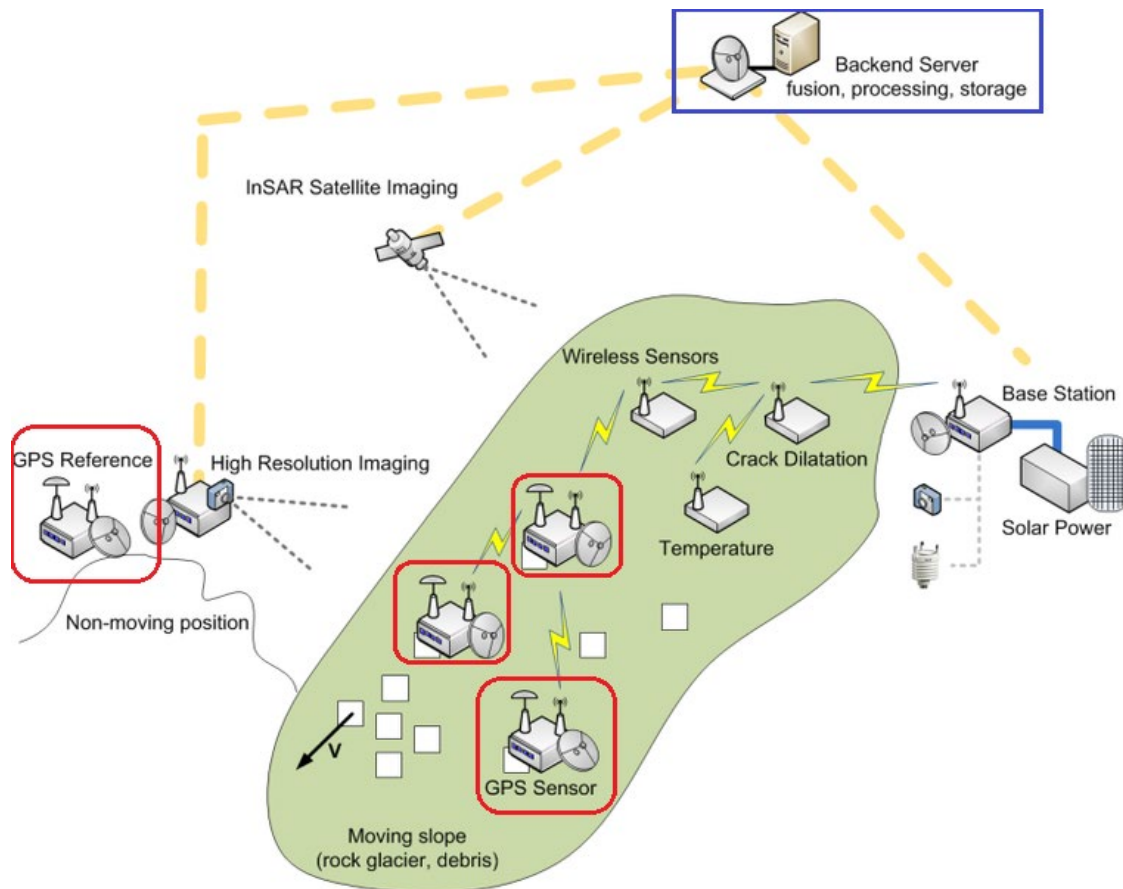 Backend Server
fusion, processing, storage
InSAR Satellite Imaging
Wireless Sensors
Base Station
GPS Reference
High Resolution Imaging
Crack Dilatation
Solar Power
Temperature
Non-moving position
V
GPS Sensor
Moving slope
(rock glacier, debris)